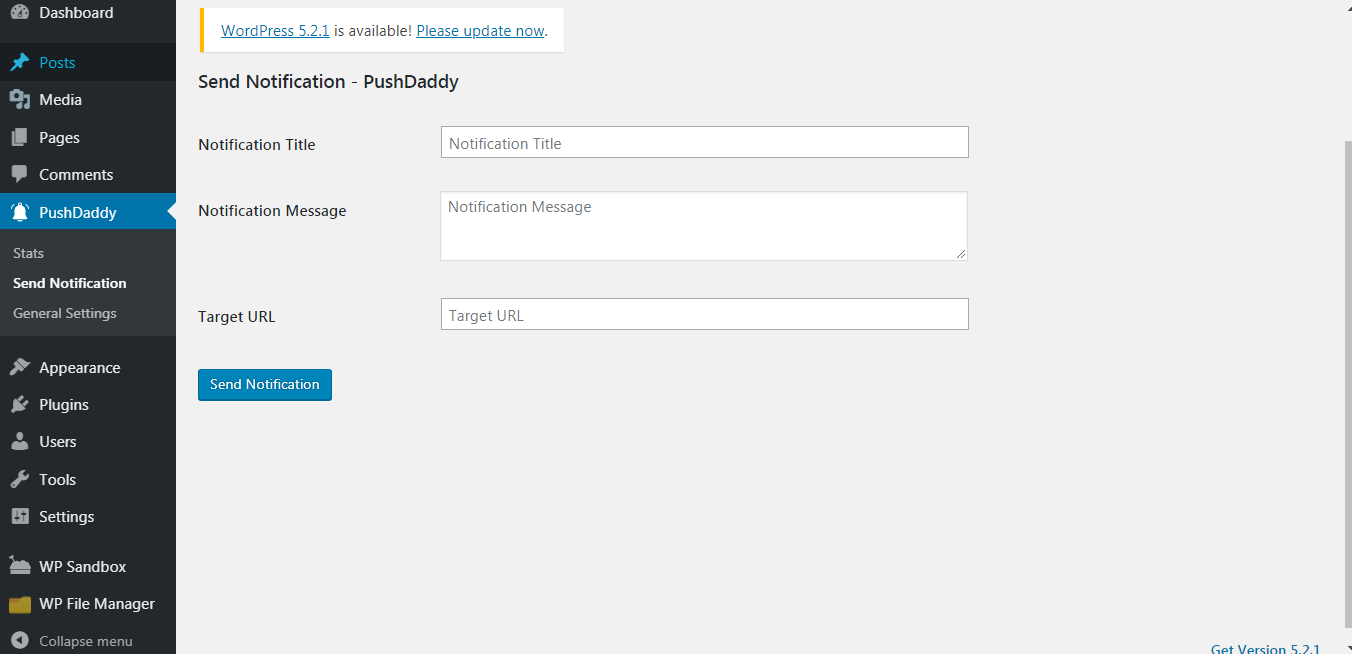 Dashboard
Posts
Media
Pages
Comments
PushDaddy
Stats
Send Notification
General Settings
Appearance
Plugins
Users
Tools
Settings
WP Sandbox
WP File Manager
Collapse menu
WordPress 5.2.1 is available! Please update now.
Send Notification - PushDaddy
Notification Title
Notification Title
Notification Message
Notification Message
Target URL
Target URL
Send Notification
Get Version 5.2.1